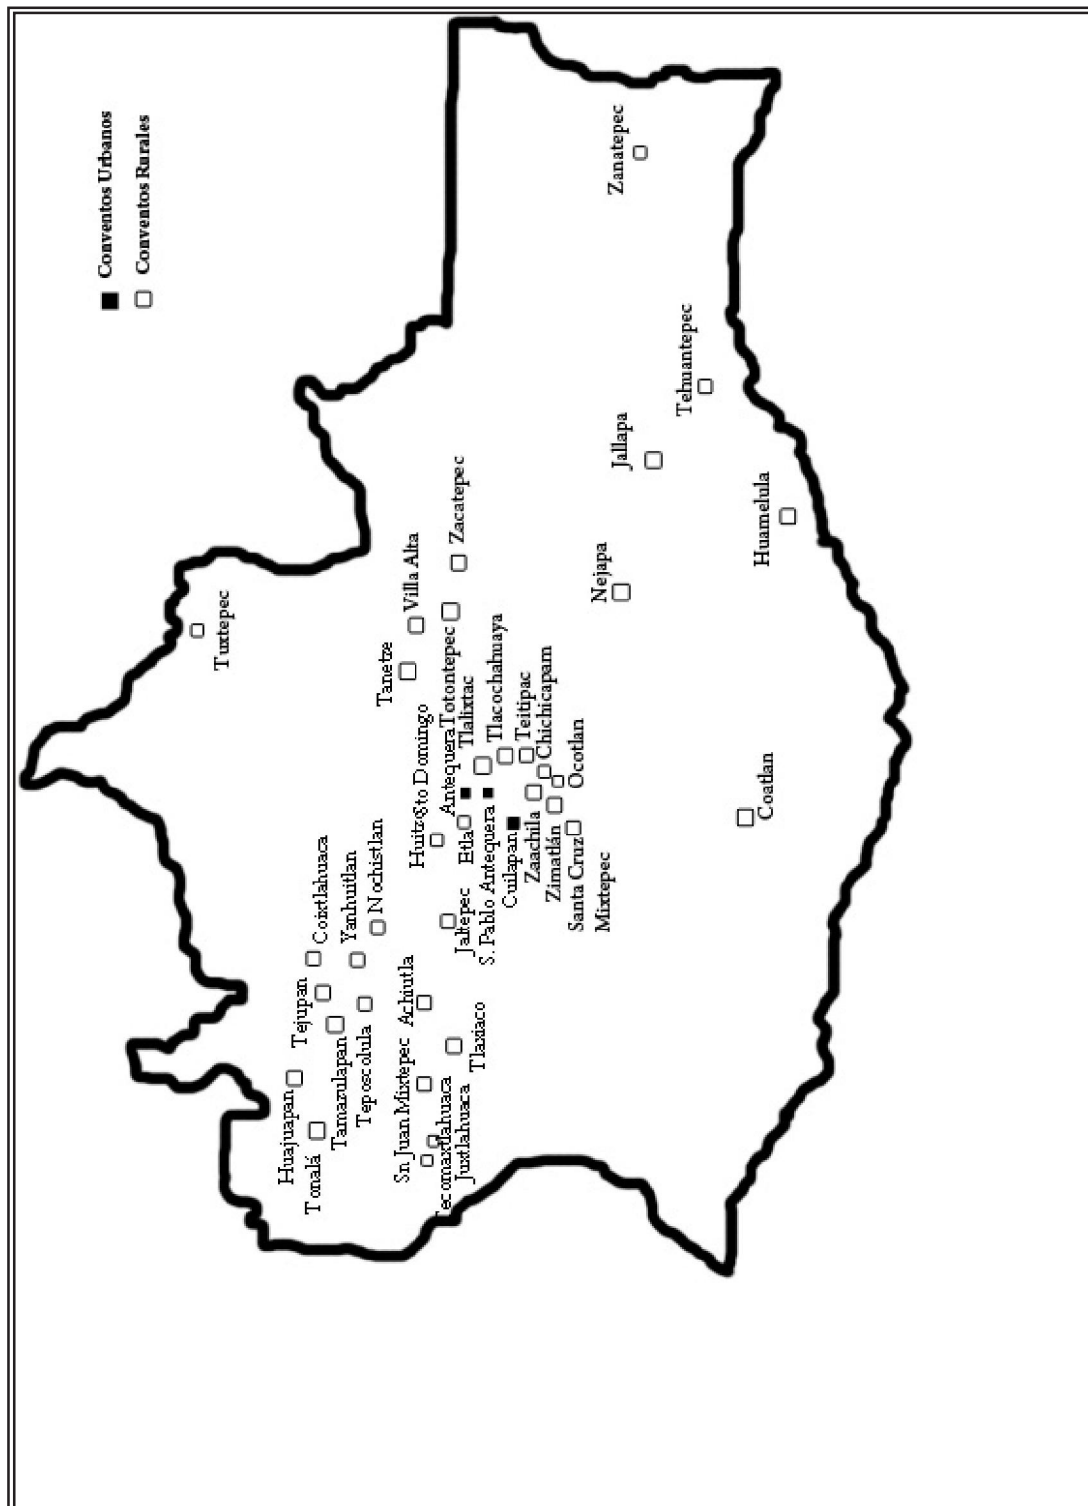 Conventos Urbanos
Conventos Rurales
Tuxtepec
Zanatepec
Tehuantepec
Jallapa
Huamelula
Nejapa
Zacatepec
Villa Alta
Tanetze
Totontepec
Sto Domingo
Antequera
Tlalixtac
Tlacochahuaya
Teitipac
Chichicapam
Ocotlan
Huitzo
Etla
S. Pablo Antequera
Cuilapan
Zaachila
Zimatlán
Santa Cruz
Mixtepec
Coatlan
Jaltepec
Nochistlan
Yanhuitlan
Coixtlahuaca
Tejupan
Tamazulapan
Teposcolula
Achiutla
Tlaxiaco
Sn Juan Mixtepec
Tecomaxtlahuaca
Juxtlahuaca
Huajuapan
Tonalá